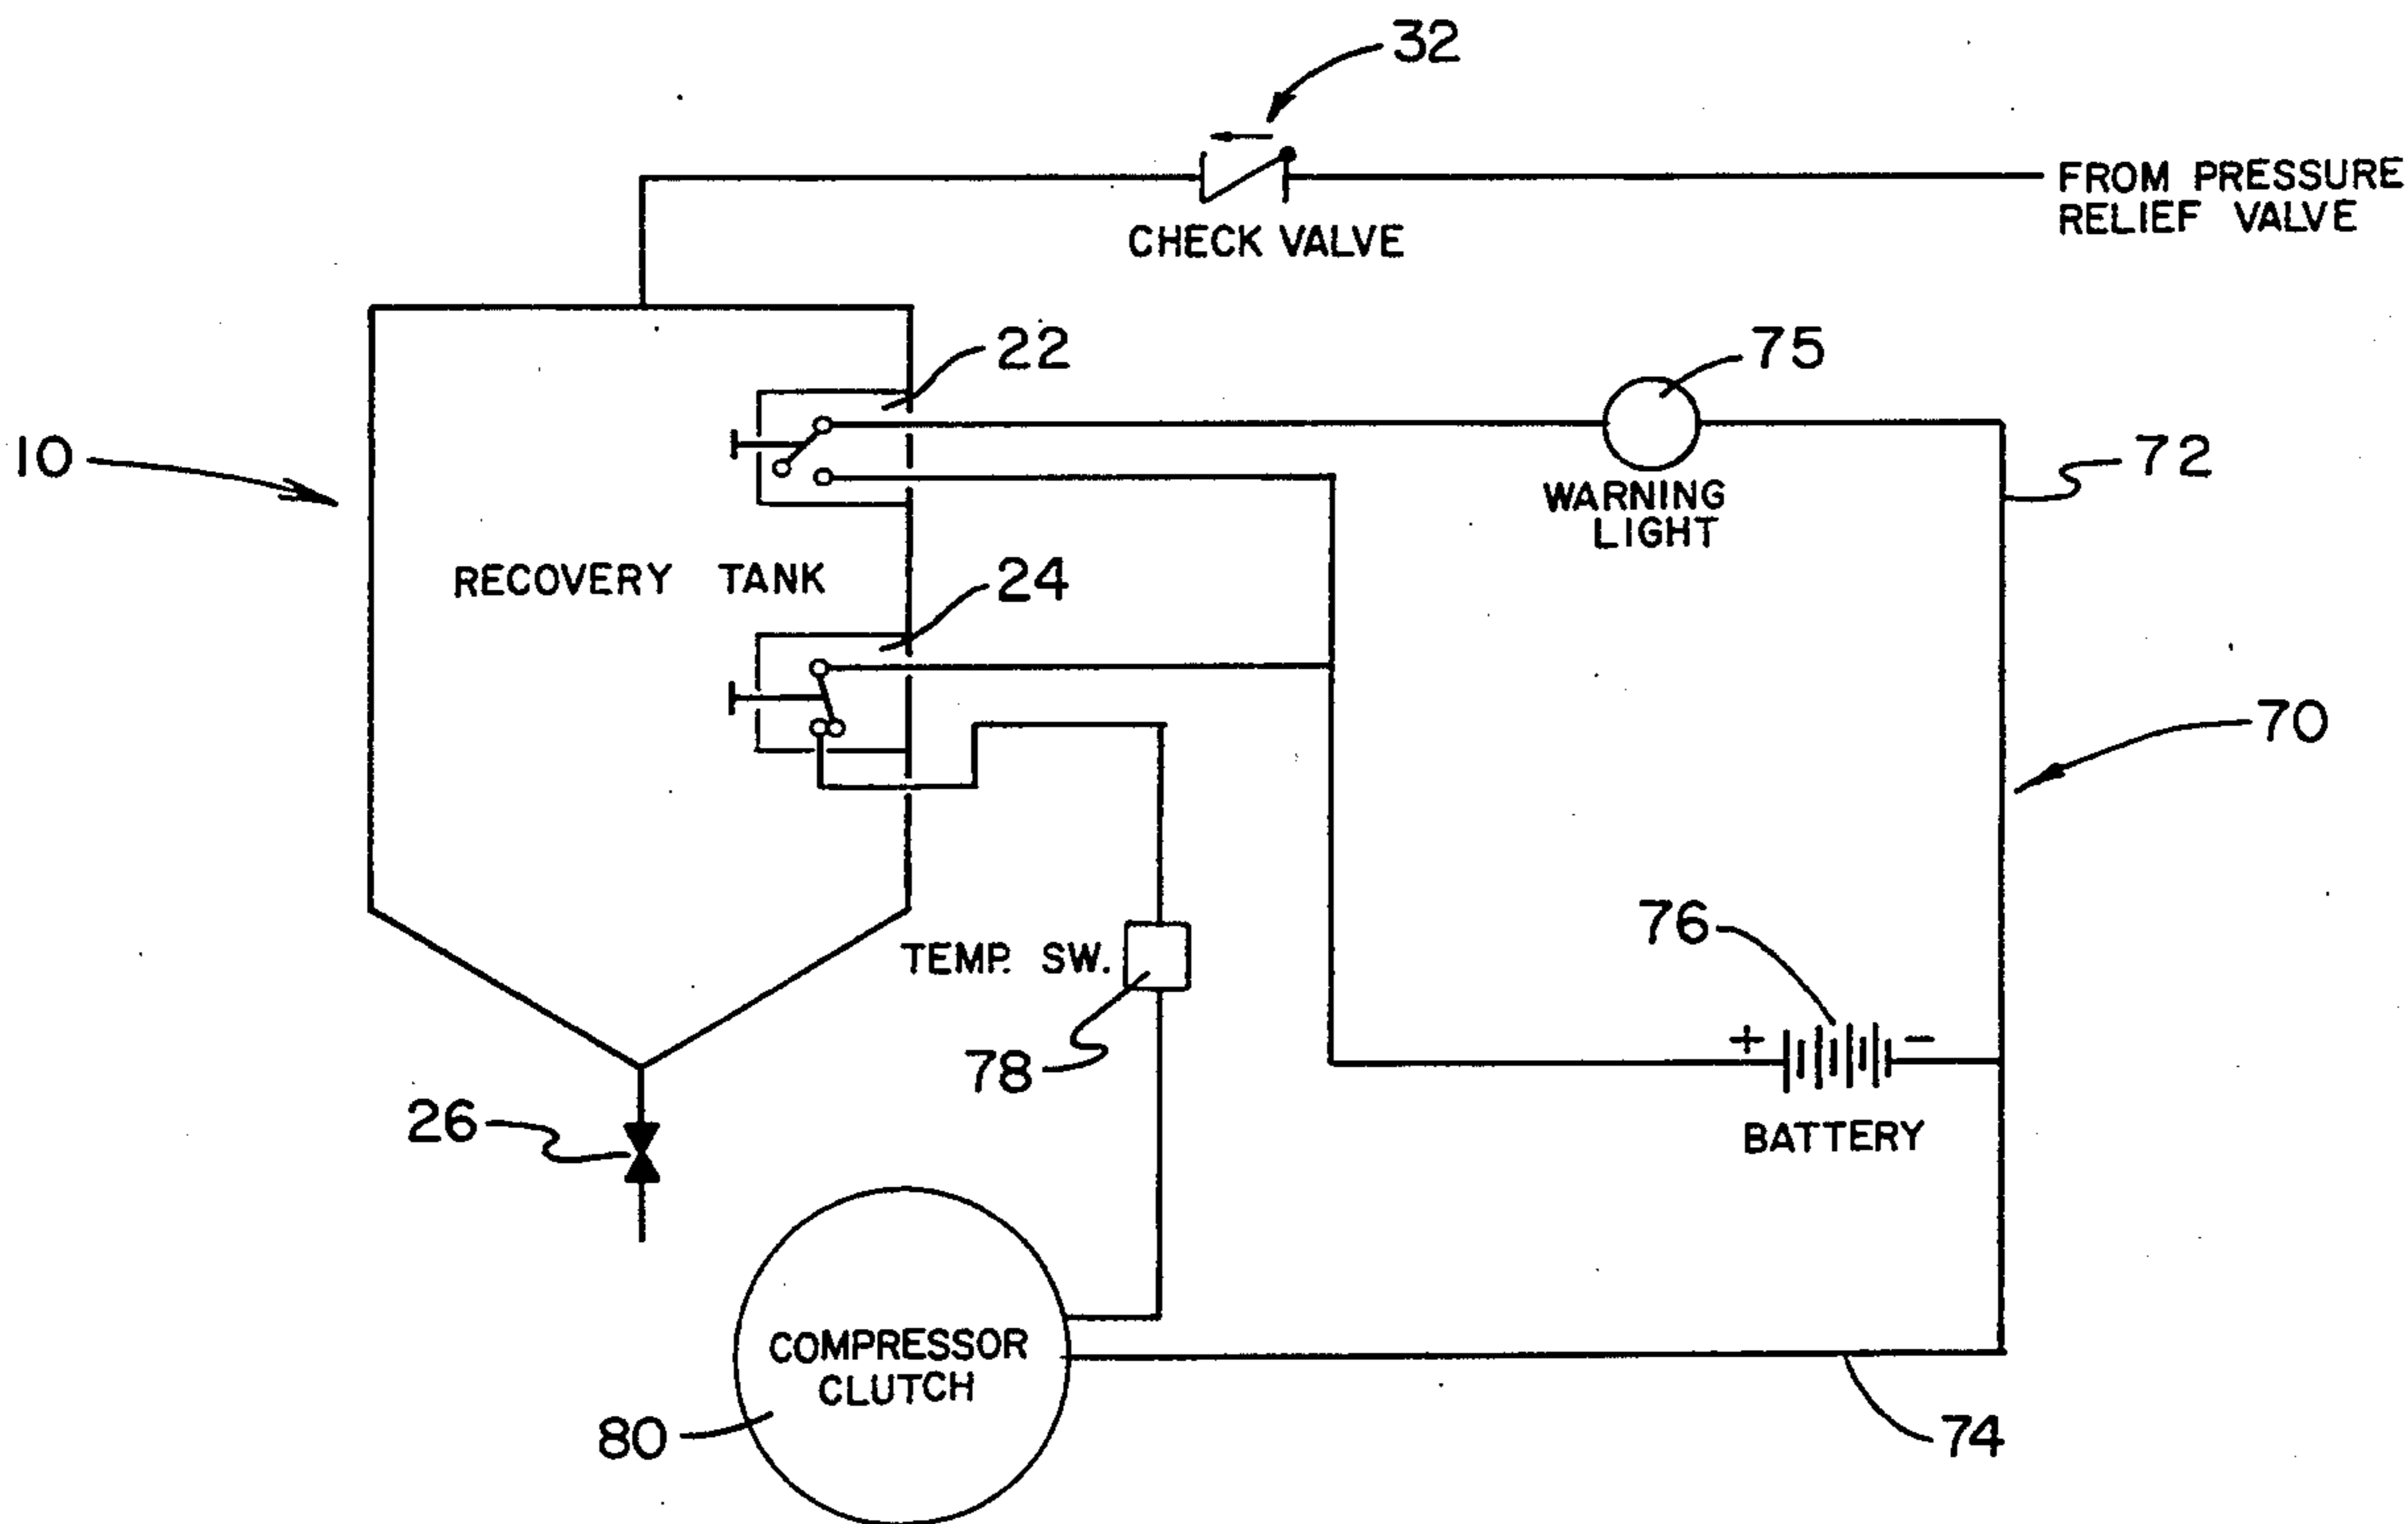 32
FROM PRESSURE
RELIEF VALVE
CHECK VALVE
22
75
10
72
WARNING
LIGHT
RECOVERY TANK
24
70
76
TEMP. SW.
78
+ −
26
BATTERY
COMPRESSOR
CLUTCH
80
74